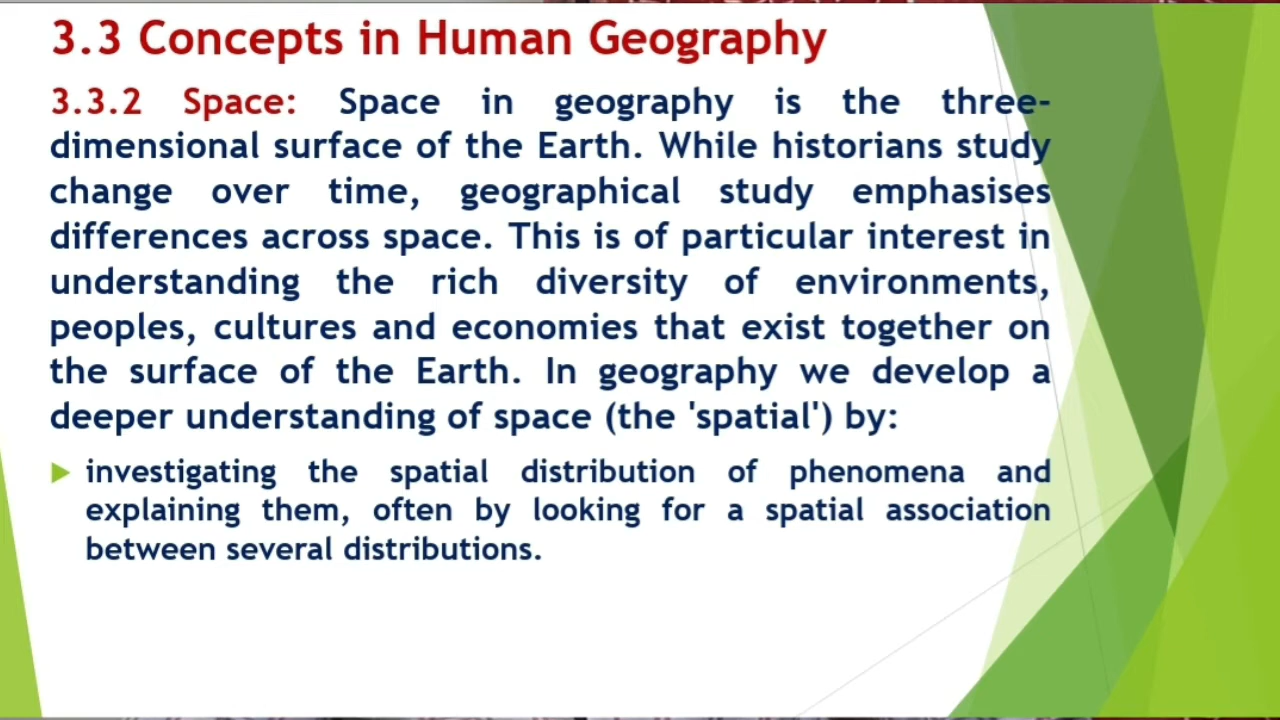 3.3 Concepts in Human Geography
3.3.2 Space: Space in geography is the three-
dimensional surface of the Earth. While historians study
change over time, geographical study emphasises
differences across space. This is of particular interest in
understanding the rich diversity of environments,
peoples, cultures and economies that exist together on
the surface of the Earth. In geography we develop a
deeper understanding of space (the 'spatial') by:
investigating the spatial distribution of phenomena and
explaining them, often by looking for a spatial association
between several distributions.